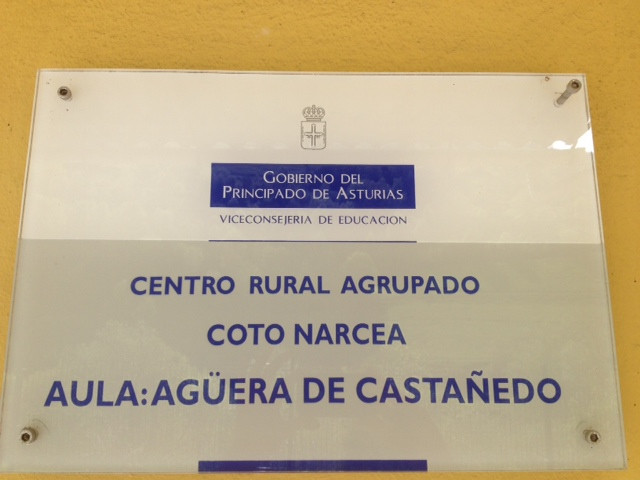 GOBIERNO DEL
PRINCIPADO DE ASTURIAS
VICECONSEJERIA DE EDUCACION
CENTRO RURAL AGRUPADO
COTO NARCEA
AULA:AGÜERA DE CASTAÑEDO